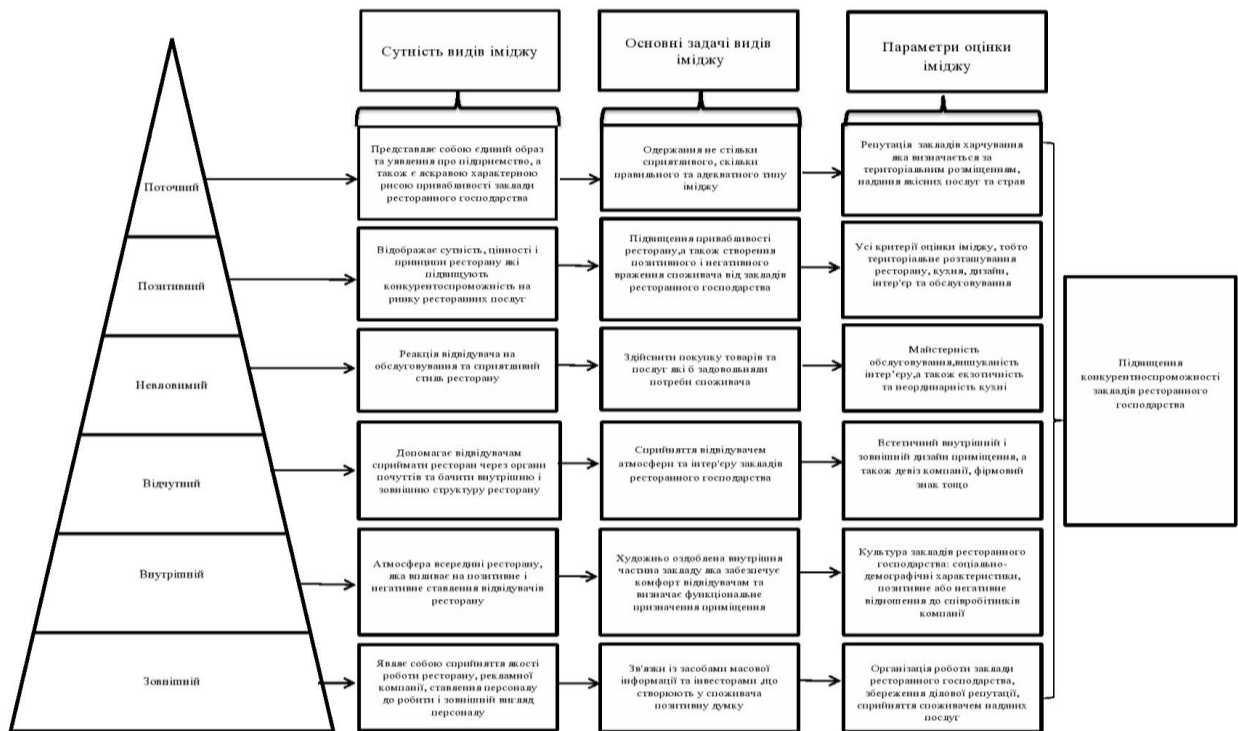 Сутність видів іміджу
Основні задачі видів
іміджу
Параметри оцінки
іміджу
Поточний
Представляє собою єдиний образ
та уявлення про підприємство, а
також є яскравою характерною
рисою привабливості заклади
ресторанного господарства
Одержання не стільки
сприятливого, скільки
правильного та адекватного типу
іміджу
Репутація закладів харчування
яка визначається за
територіальним розміщенням,
надання якісних послуг та страв
Позитивний
Відображає сутність, цінності і
принципи ресторану які
підвищують
конкурентоспроможність на
ринку ресторанних послуг
Підвищення привабливості
ресторану,а також створення
позитивного і негативного
враження споживача від закладів
ресторанного господарства
Усі критерії оцінки іміджу, тобто
територіальне розташування
ресторану, кухня, дизайн,
інтер'єр та обслуговування
Невловимий
Реакція відвідувача на
обслуговування та сприятливий
стиль ресторану
Здійснити покупку товарів та
послуг які б задовольняли
потреби споживача
Майстерність
обслуговування,вишуканість
інтер'єру,а також екзотичність
та неординарність кухні
Відчутний
Допомагає відвідувачам
сприймати ресторан через органи
почуттів та бачити внутрішню і
зовнішню структуру ресторану
Сприйняття відвідувачем
атмосфери та інтер'єру закладів
ресторанного господарства
Встетичний внутрішній і
зовнішній дизайн приміщення, а
також девіз компанії, фірмовий
знак тощо
Внутрішній
Атмосфера всередині ресторану,
яка впливає на позитивне і
негативне ставлення відвідувачів
ресторану
Художньо оздоблена внутрішня
частина закладу яка забезпечує
комфорт відвідувачам та
визначає функціональне
призначення приміщення
Культура закладів ресторанного
господарства: соціально-
демографічні характеристики,
позитивне або негативне
відношення до співробітників
компанії
Зовнішній
Являє собою сприйняття якості
роботи ресторану, рекламної
компанії, ставлення персоналу
до робити і зовнішній вигляд
персоналу
Зв'язки із засобами масової
інформації та інвесторами ,що
створюють у споживача
позитивну думку
Організація роботи заклади
ресторанного господарства,
збереження ділової репутації,
сприйняття споживачем наданих
послуг
Підвищення
конкурентноспроможності
закладів ресторанного
господарства